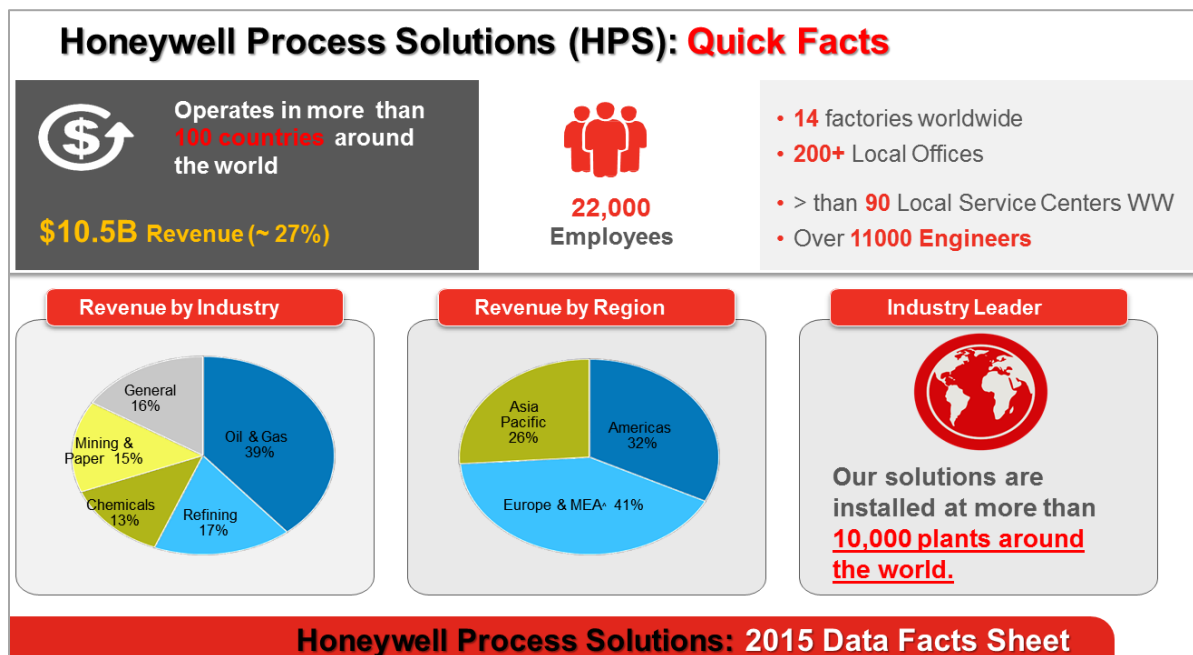 Honeywell Process Solutions (HPS): Quick Facts
$
Operates in more than
100 countries around
the world
$10.5B Revenue (~ 27%)
22,000
Employees
• 14 factories worldwide
• 200+ Local Offices
• > than 90 Local Service Centers WW
• Over 11000 Engineers
Revenue by Industry
General
16%
Mining &
Paper 15%
Chemicals
13%
Refining
17%
Oil & Gas
39%
Revenue by Region
Asia
Pacific
26%
Americas
32%
Europe & MEA^ 41%
Industry Leader
Our solutions are
installed at more than
10,000 plants around
the world.
Honeywell Process Solutions: 2015 Data Facts Sheet